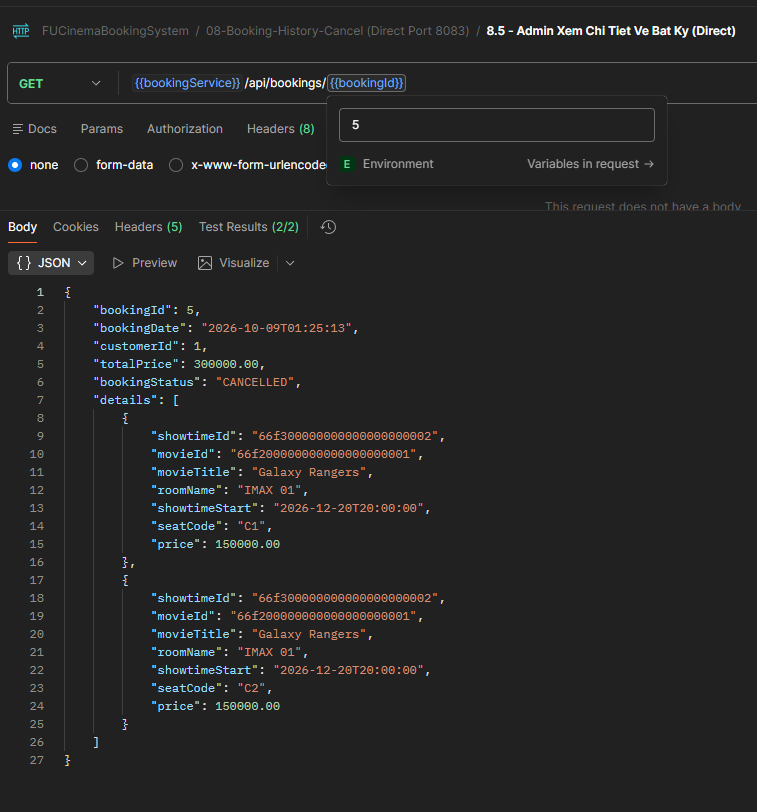 HTTP FUCinemaBookingSystem / 08-Booking-History-Cancel (Direct Port 8083) / 8.5 - Admin Xem Chi Tiet Ve Bat Ky (Direct)
GET {{bookingService}} /api/bookings/ {{bookingId}}
5
Docs Params Authorization Headers (8)
E Environment Variables in request →
none form-data x-www-form-urlencoded
This request does not have a body
Body Cookies Headers (5) Test Results (2/2)
{} JSON Preview Visualize
1 {
2 "bookingId": 5,
3 "bookingDate": "2026-10-09T01:25:13",
4 "customerId": 1,
5 "totalPrice": 300000.00,
6 "bookingStatus": "CANCELLED",
7 "details": [
8 {
9 "showtimeId": "66f300000000000000000002",
10 "movieId": "66f200000000000000000001",
11 "movieTitle": "Galaxy Rangers",
12 "roomName": "IMAX 01",
13 "showtimeStart": "2026-12-20T20:00:00",
14 "seatCode": "C1",
15 "price": 150000.00
16 },
17 {
18 "showtimeId": "66f300000000000000000002",
19 "movieId": "66f200000000000000000001",
20 "movieTitle": "Galaxy Rangers",
21 "roomName": "IMAX 01",
22 "showtimeStart": "2026-12-20T20:00:00",
23 "seatCode": "C2",
24 "price": 150000.00
25 }
26 ]
27 }